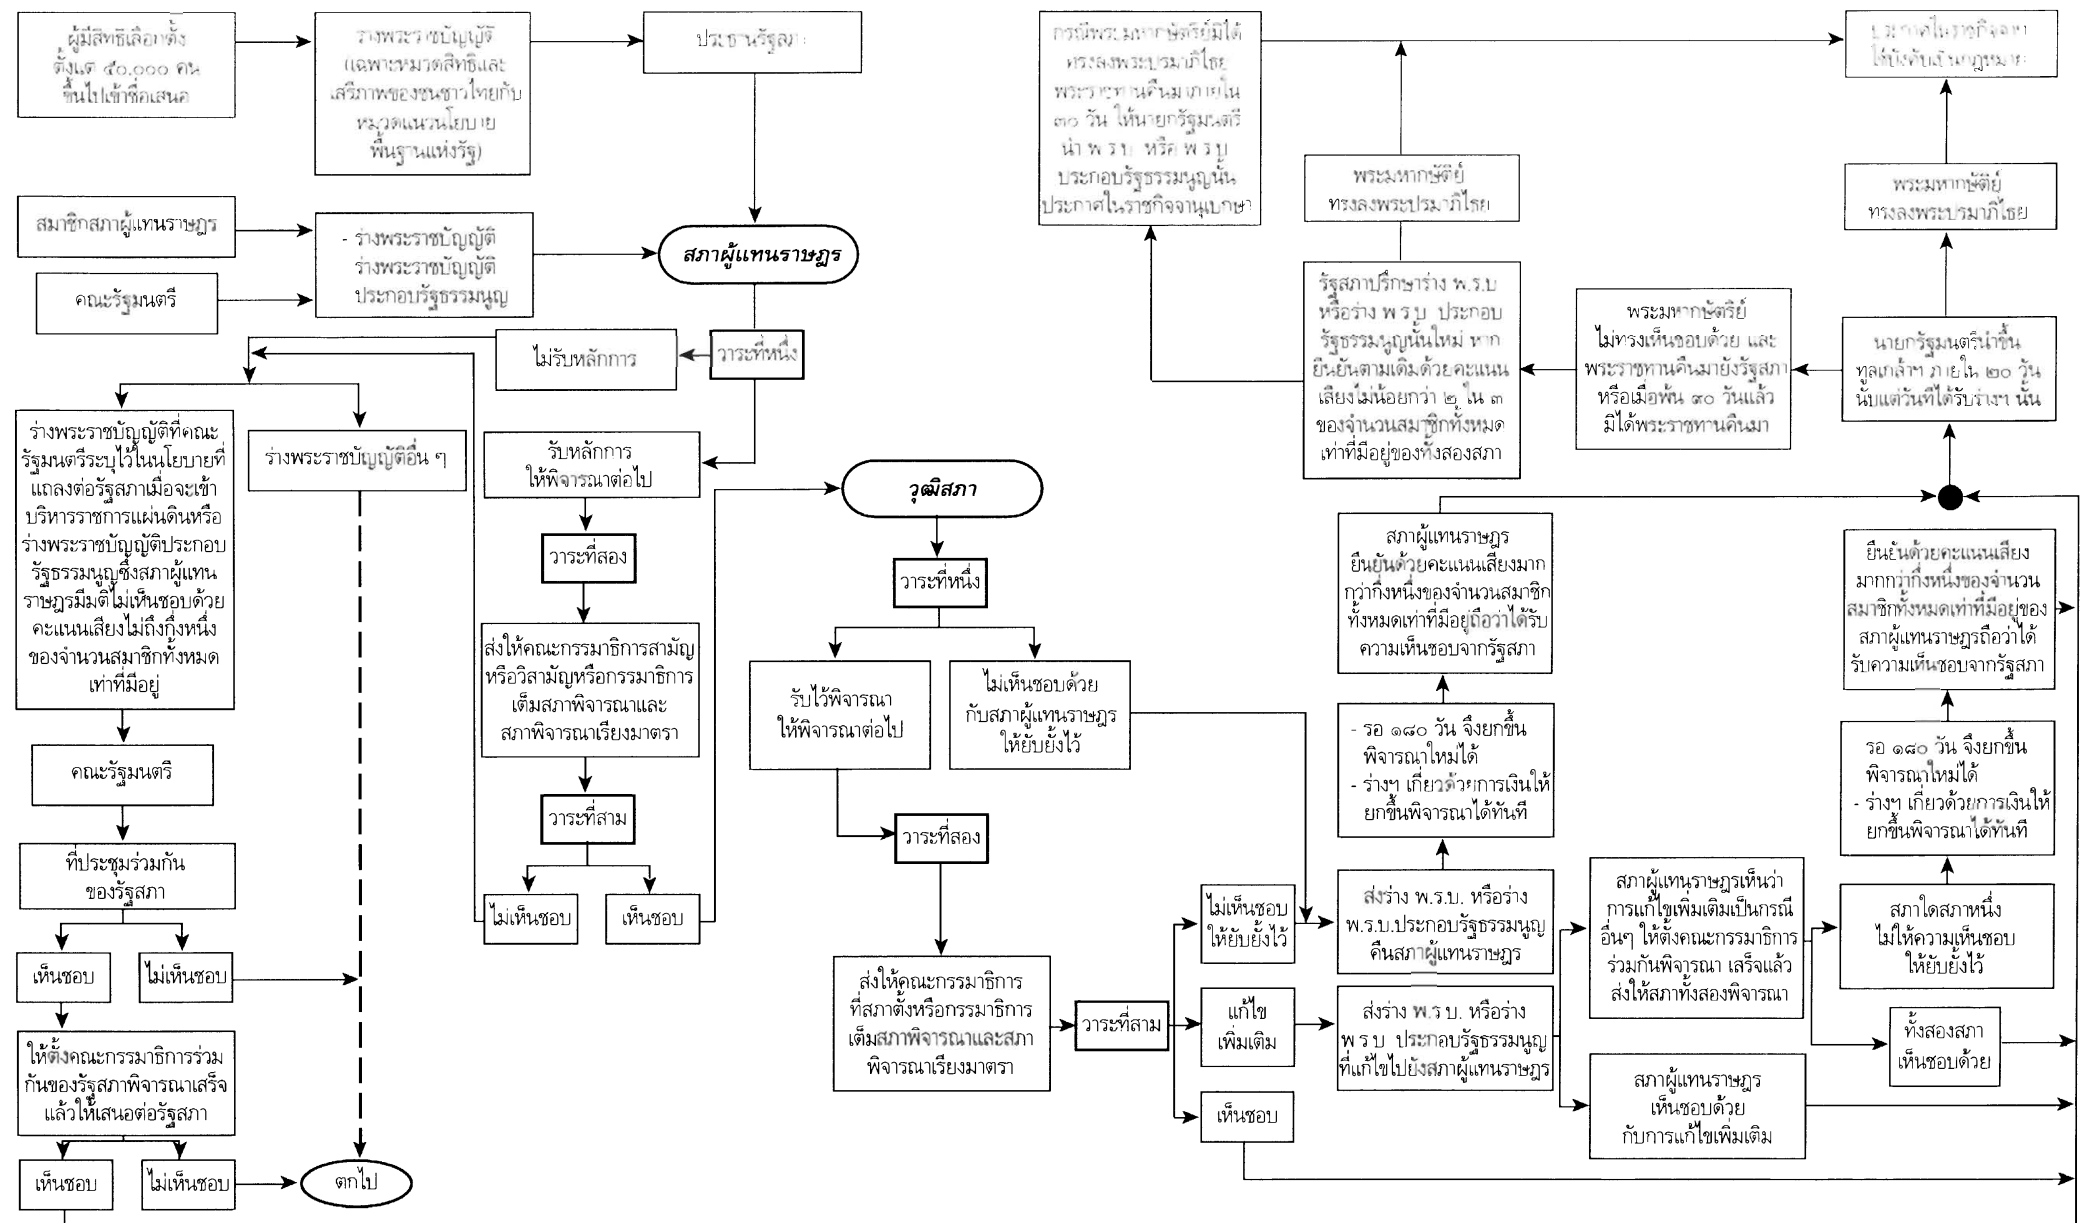 ผู้มีสิทธิเลือกตั้ง
ตั้งแต่ ๕๐,๐๐๐ คน
ขึ้นไปเข้าชื่อเสนอ
ร่างพระราชบัญญัติ
(เฉพาะหมวดสิทธิและ
เสรีภาพของชนชาวไทยกับ
หมวดแนวนโยบาย
พื้นฐานแห่งรัฐ)
ประธานรัฐสภา
สมาชิกสภาผู้แทนราษฎร
คณะรัฐมนตรี
- ร่างพระราชบัญญัติ
ร่างพระราชบัญญัติ
ประกอบรัฐธรรมนูญ
สภาผู้แทนราษฎร
วาระที่หนึ่ง
ไม่รับหลักการ
ร่างพระราชบัญญัติที่คณะ
รัฐมนตรีระบุไว้ในนโยบายที่
แถลงต่อรัฐสภาเมื่อจะเข้า
บริหารราชการแผ่นดินหรือ
ร่างพระราชบัญญัติประกอบ
รัฐธรรมนูญซึ่งสภาผู้แทน
ราษฎรมีมติไม่เห็นชอบด้วย
คะแนนเสียงไม่ถึงกึ่งหนึ่ง
ของจำนวนสมาชิกทั้งหมด
เท่าที่มีอยู่
ร่างพระราชบัญญัติอื่น ๆ
คณะรัฐมนตรี
ที่ประชุมร่วมกัน
ของรัฐสภา
เห็นชอบ
ไม่เห็นชอบ
ให้ตั้งคณะกรรมาธิการร่วม
กันของรัฐสภาพิจารณาเสร็จ
แล้วให้เสนอต่อรัฐสภา
เห็นชอบ
ไม่เห็นชอบ
ตกไป
รับหลักการ
ให้พิจารณาต่อไป
วาระที่สอง
ส่งให้คณะกรรมาธิการสามัญ
หรือวิสามัญหรือกรรมาธิการ
เต็มสภาพิจารณาและ
สภาพิจารณาเรียงมาตรา
วาระที่สาม
ไม่เห็นชอบ
เห็นชอบ
วุฒิสภา
วาระที่หนึ่ง
รับไว้พิจารณา
ให้พิจารณาต่อไป
ไม่เห็นชอบด้วย
กับสภาผู้แทนราษฎร
ให้ยับยั้งไว้
วาระที่สอง
ส่งให้คณะกรรมาธิการ
ที่สภาตั้งหรือกรรมาธิการ
เต็มสภาพิจารณาและสภา
พิจารณาเรียงมาตรา
วาระที่สาม
ไม่เห็นชอบ
ให้ยับยั้งไว้
แก้ไข
เพิ่มเติม
เห็นชอบ
ส่งร่าง พ.ร.บ. หรือร่าง
พ.ร.บ.ประกอบรัฐธรรมนูญ
คืนสภาผู้แทนราษฎร
ส่งร่าง พ.ร บ. หรือร่าง
พ ร บ ประกอบรัฐธรรมนูญ
ที่แก้ไขไปยังสภาผู้แทนราษฎร
- รอ ๑๘๐ วัน จึงยกขึ้น
พิจารณาใหม่ได้
- ร่างฯ เกี่ยวด้วยการเงินให้
ยกขึ้นพิจารณาได้ทันที
สภาผู้แทนราษฎร
ยืนยันด้วยคะแนนเสียงมาก
กว่ากึ่งหนึ่งของจำนวนสมาชิก
ทั้งหมดเท่าที่มีอยู่ถือว่าได้รับ
ความเห็นชอบจากรัฐสภา
สภาผู้แทนราษฎรเห็นว่า
การแก้ไขเพิ่มเติมเป็นกรณี
อื่นๆ ให้ตั้งคณะกรรมาธิการ
ร่วมกันพิจารณา เสร็จแล้ว
ส่งให้สภาทั้งสองพิจารณา
สภาผู้แทนราษฎร
เห็นชอบด้วย
กับการแก้ไขเพิ่มเติม
สภาใดสภาหนึ่ง
ไม่ให้ความเห็นชอบ
ให้ยับยั้งไว้
ทั้งสองสภา
เห็นชอบด้วย
รอ ๑๘๐ วัน จึงยกขึ้น
พิจารณาใหม่ได้
- ร่างฯ เกี่ยวด้วยการเงินให้
ยกขึ้นพิจารณาได้ทันที
ยืนยันด้วยคะแนนเสียง
มากกว่ากึ่งหนึ่งของจำนวน
สมาชิกทั้งหมดเท่าที่มีอยู่ของ
สภาผู้แทนราษฎรถือว่าได้
รับความเห็นชอบจากรัฐสภา
นายกรัฐมนตรีนำขึ้น
ทูลเกล้าฯ ภายใน ๒๐ วัน
นับแต่วันที่ได้รับร่างฯ นั้น
พระมหากษัตริย์
ไม่ทรงเห็นชอบด้วย และ
พระราชทานคืนมายังรัฐสภา
หรือเมื่อพ้น ๙๐ วันแล้ว
มิได้พระราชทานคืนมา
รัฐสภาปรึกษาร่าง พ.ร.บ
หรือร่าง พ ร บ ประกอบ
รัฐธรรมนูญนั้นใหม่ หาก
ยืนยันตามเดิมด้วยคะแนน
เสียงไม่น้อยกว่า ๒ ใน ๓
ของจำนวนสมาชิกทั้งหมด
เท่าที่มีอยู่ของทั้งสองสภา
พระมหากษัตริย์
ทรงลงพระปรมาภิไธย
พระมหากษัตริย์
ทรงลงพระปรมาภิไธย
กรณีพระมหากษัตริย์มิได้
ทรงลงพระปรมาภิไธย
พระราชทานคืนมาภายใน
๓๐ วัน ให้นายกรัฐมนตรี
นำ พ ร บ หรือ พ ร บ
ประกอบรัฐธรรมนูญนั้น
ประกาศในราชกิจจานุเบกษา
ประกาศในราชกิจจาฯ
ใช้บังคับเป็นกฎหมาย